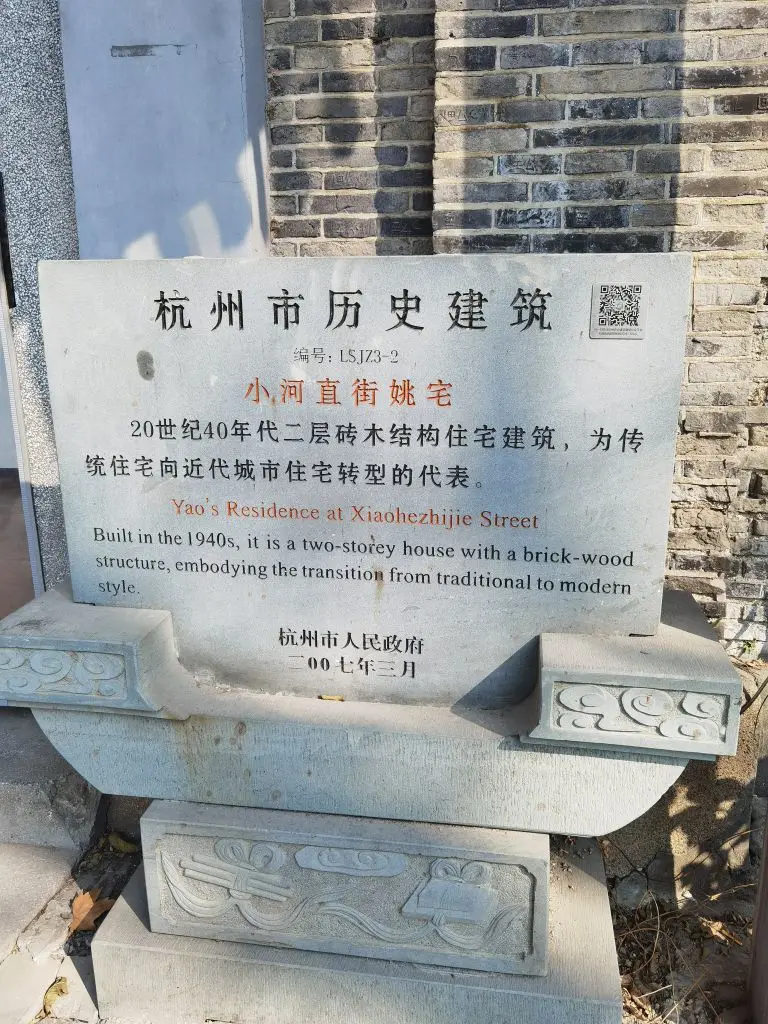 杭州市历史建筑
编号：LSJZ3-2
小河直街姚宅
20世纪40年代二层砖木结构住宅建筑，为传
统住宅向近代城市住宅转型的代表。
Yao's Residence at Xiaohezhijie Street
Built in the 1940s, it is a two-storey house with a brick-wood
structure, embodying the transition from traditional to modern
style.
杭州市人民政府
二〇〇七年三月